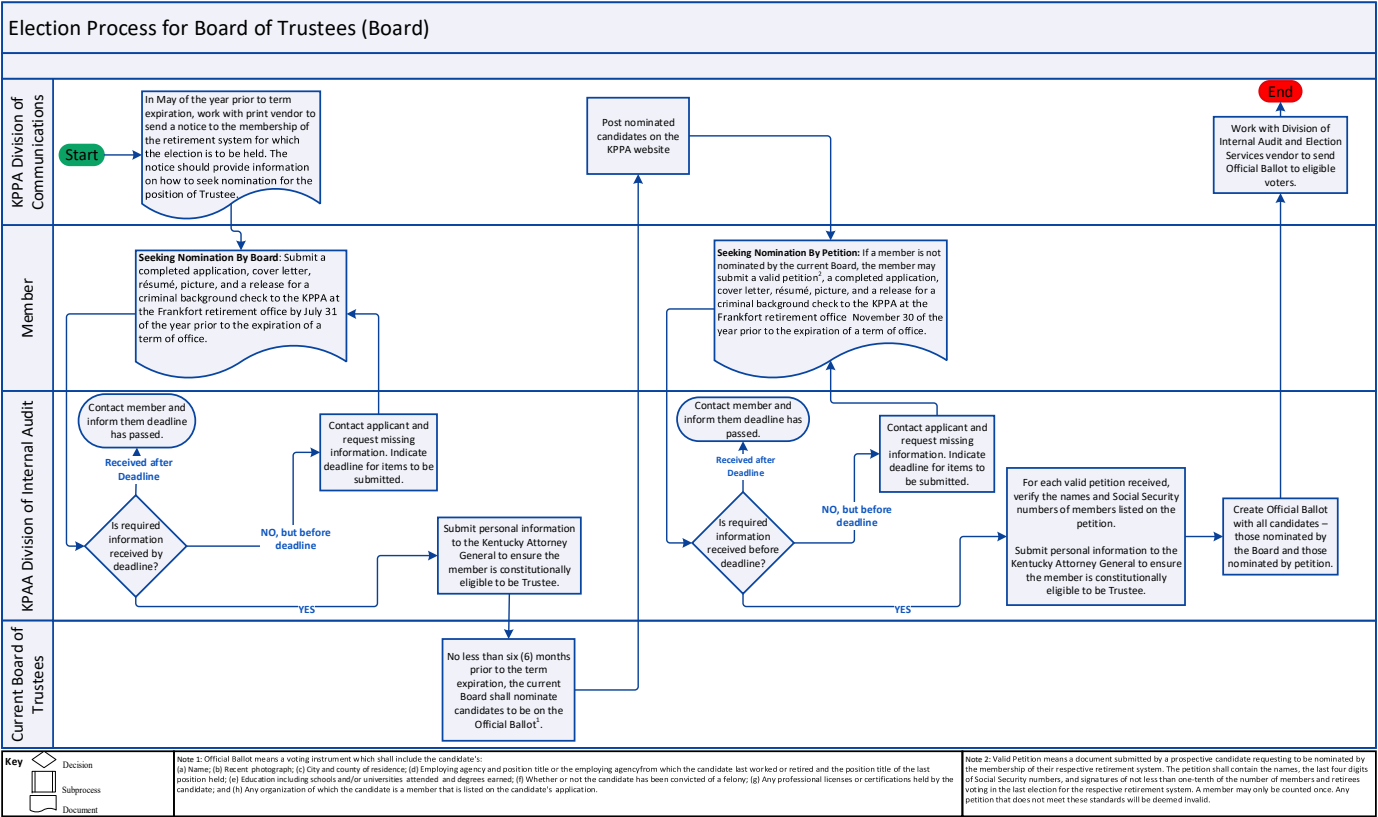 Election Process for Board of Trustees (Board)
KPPA Division of
Communications
Start
In May of the year prior to term
expiration, work with print vendor to
send a notice to the membership of
the retirement system for which
the election is to be held. The
notice should provide information
on how to seek nomination for the
position of Trustee.
Post nominated
candidates on the
KPPA website
End
Work with Division of
Internal Audit and Election
Services vendor to send
Official Ballot to eligible
voters.
Member
Seeking Nomination By Board: Submit a
completed application, cover letter,
résumé, picture, and a release for a
criminal background check to the KPPA at
the Frankfort retirement office by July 31
of the year prior to the expiration of a
term of office.
Seeking Nomination By Petition: If a member is not
nominated by the current Board, the member may
submit a valid petition2, a completed application,
cover letter, résumé, picture, and a release for a
criminal background check to the KPPA at the
Frankfort retirement office November 30 of the
year prior to the expiration of a term of office.
KPAA Division of Internal Audit
Contact member and
inform them deadline
has passed.
Received after
Deadline
Is required
information
received by
deadline?
NO, but before
deadline
Contact applicant and
request missing
information. Indicate
deadline for items to be
submitted.
YES
Submit personal information
to the Kentucky Attorney
General to ensure the
member is constitutionally
eligible to be Trustee.
Contact member and
inform them deadline has
passed.
Received after
Deadline
Is required
information
received before
deadline?
NO, but before
deadline
Contact applicant and
request missing
information. Indicate
deadline for items to
be submitted.
YES
For each valid petition received,
verify the names and Social Security
numbers of members listed on the
petition.
Submit personal information to the
Kentucky Attorney General to ensure
the member is constitutionally
eligible to be Trustee.
Create Official Ballot
with all candidates –
those nominated by
the Board and those
nominated by petition.
Current Board of
Trustees
No less than six (6) months
prior to the term
expiration, the current
Board shall nominate
candidates to be on the
Official Ballot1.
Key
Decision
Subprocess
Document
Note 1: Official Ballot means a voting instrument which shall include the candidate's:
(a) Name; (b) Recent photograph; (c) City and county of residence; (d) Employing agency and position title or the employing agencyfrom which the candidate last worked or retired and the position title of the last
position held; (e) Education including schools and/or universities attended and degrees earned; (f) Whether or not the candidate has been convicted of a felony; (g) Any professional licenses or certifications held by the
candidate; and (h) Any organization of which the candidate is a member that is listed on the candidate's application.
Note 2: Valid Petition means a document submitted by a prospective candidate requesting to be nominated by
the membership of their respective retirement system. The petition shall contain the names, the last four digits
of Social Security numbers, and signatures of not less than one-tenth of the number of members and retirees
voting in the last election for the respective retirement system. A member may only be counted once. Any
petition that does not meet these standards will be deemed invalid.